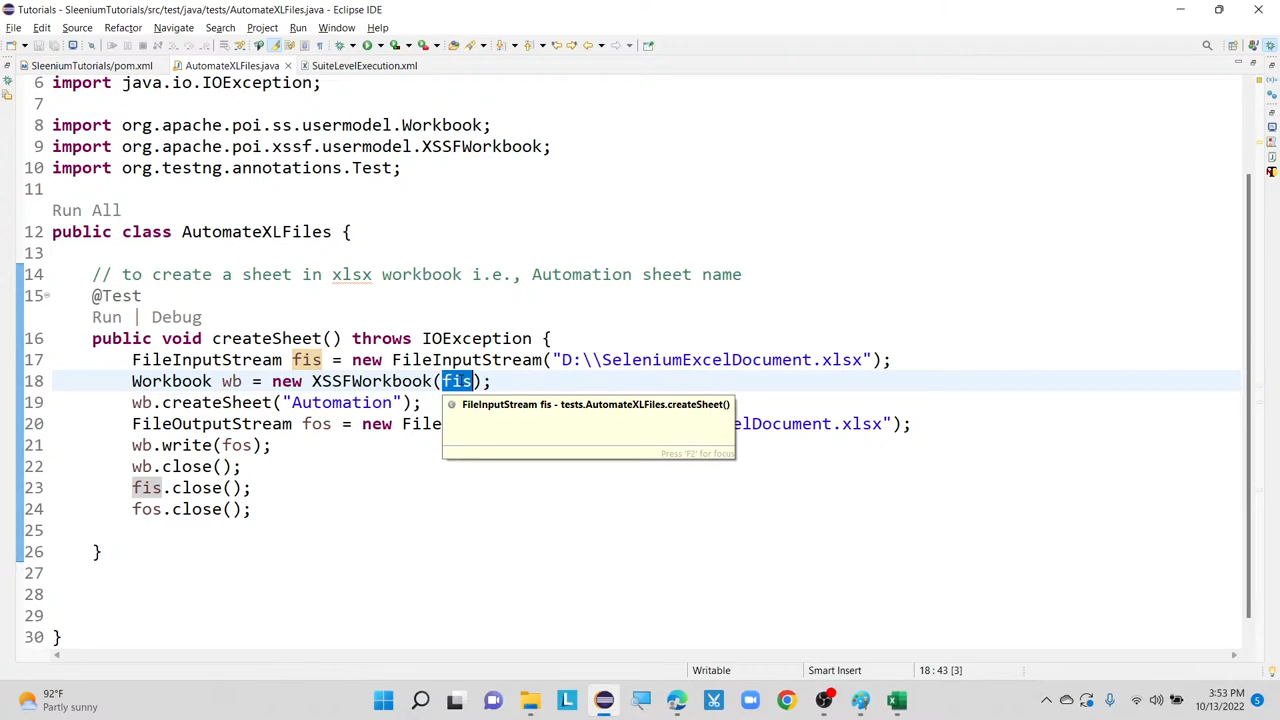 Tutorials - SleeniumTutorials/src/test/java/tests/AutomateXLFiles.java - Eclipse IDE
File Edit Source Refactor Navigate Search Project Run Window Help
SleeniumTutorials/pom.xml AutomateXLFiles.java SuiteLevelExecution.xml
6 import java.io.IOException;
7
8 import org.apache.poi.ss.usermodel.Workbook;
9 import org.apache.poi.xssf.usermodel.XSSFWorkbook;
10 import org.testng.annotations.Test;
11
Run All
12 public class AutomateXLFiles {
13
14 // to create a sheet in xlsx workbook i.e., Automation sheet name
15 @Test
Run | Debug
16 public void createSheet() throws IOException {
17 FileInputStream fis = new FileInputStream("D:\\SeleniumExcelDocument.xlsx");
18 Workbook wb = new XSSFWorkbook(fis);
19 wb.createSheet("Automation");
FileInputStream fis - tests.AutomateXLFiles.createSheet()
20 FileOutputStream fos = new File elDocument.xlsx");
21 wb.write(fos);
Press 'F2' for focus
22 wb.close();
23 fis.close();
24 fos.close();
25
26 }
27
28
29
30 }
Writable Smart Insert 18 : 43 [3]
92°F
Partly sunny
3:53 PM
10/13/2022
5